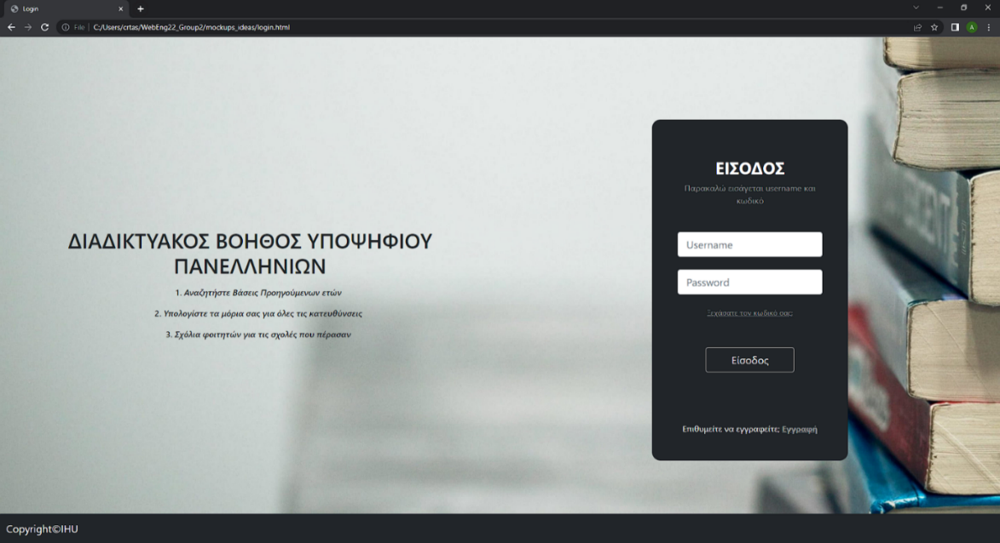 Login
File
C:/Users/crtas/WebEng22_Group2/mockups_ideas/login.html
A
ΔΙΑΔΙΚΤΥΑΚΟΣ ΒΟΗΘΟΣ ΥΠΟΨΗΦΙΟΥ
ΠΑΝΕΛΛΗΝΙΩΝ
1. Αναζητήστε Βάσεις Προηγούμενων ετών
2. Υπολογίστε τα μόρια σας για όλες τις κατευθύνσεις
3. Σχόλια φοιτητών για τις σχολές που πέρασαν
ΕΙΣΟΔΟΣ
Παρακαλώ εισάγεται username και
κωδικό
Username
Password
Ξεχάσατε τον κωδικό σας;
Είσοδος
Επιθυμείτε να εγγραφείτε; Εγγραφή
Copyright©IHU